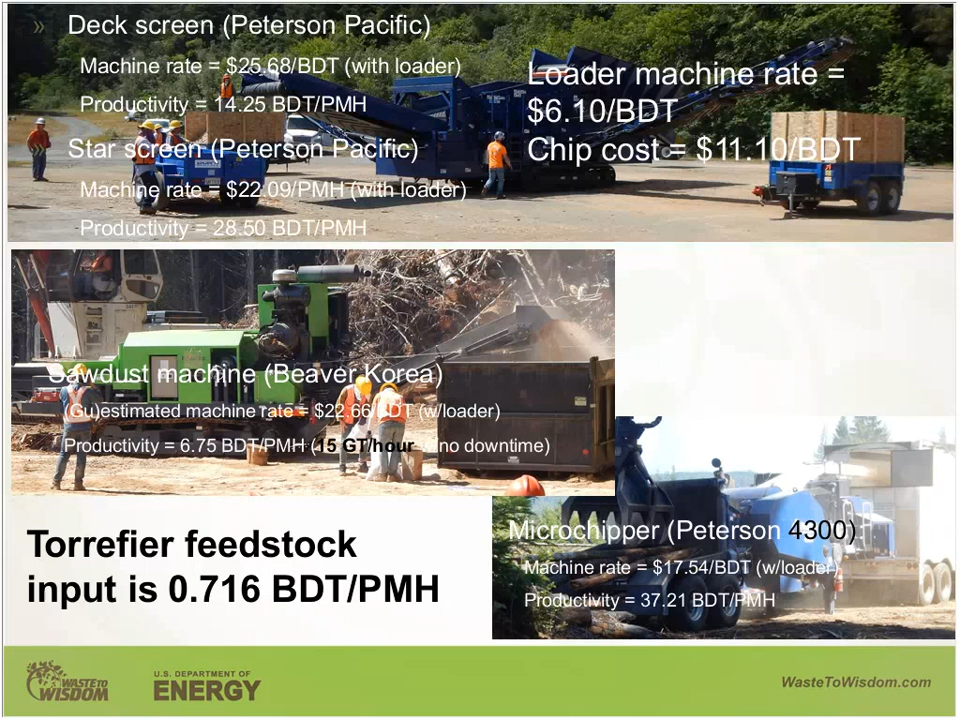 » Deck screen (Peterson Pacific)
Machine rate = $25.68/BDT (with loader)
Productivity = 14.25 BDT/PMH
Star screen (Peterson Pacific)
Machine rate = $22.09/PMH (with loader)
Productivity = 28.50 BDT/PMH
Loader machine rate =
$6.10/BDT
Chip cost = $11.10/BDT
Sawdust machine (Beaver Korea)
(Gu)estimated machine rate = $22.66/BDT (w/loader)
Productivity = 6.75 BDT/PMH (15 GT/hour w/no downtime)
Torrefier feedstock
input is 0.716 BDT/PMH
Microchipper (Peterson 4300):
Machine rate = $17.54/BDT (w/loader)
Productivity = 37.21 BDT/PMH
WASTE TO
WISDOM
U.S. DEPARTMENT OF
ENERGY
WasteToWisdom.com